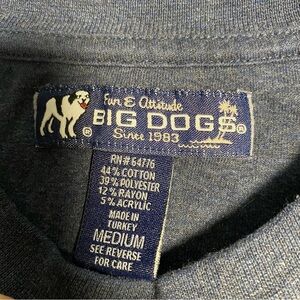 Fun & Attitude
BIG DOGS®
®
Since 1983
RN# 64776
44% COTTON
39% POLYESTER
12% RAYON
5% ACRYLIC
MADE IN
TURKEY
MEDIUM
SEE REVERSE
FOR CARE